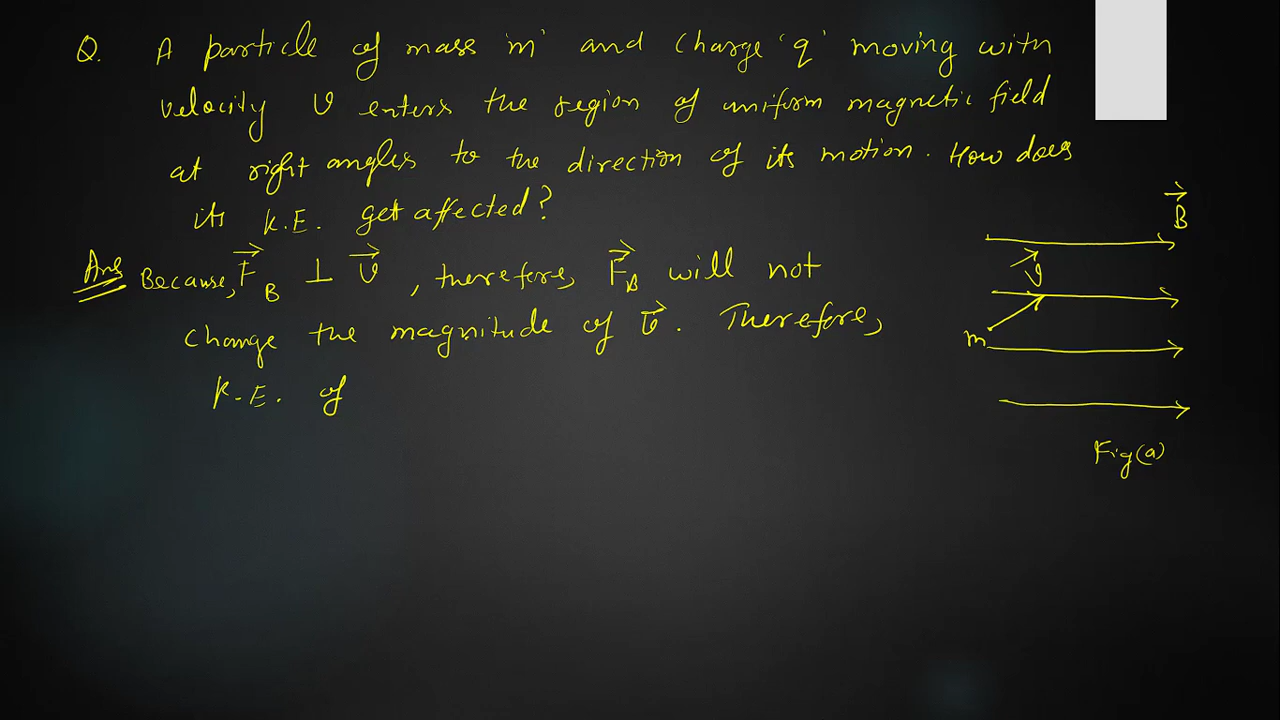 Q. A particle of mass 'm' and charge 'q' moving with
velocity v enters the region of uniform magnetic field
at right angles to the direction of its motion. How does
its K.E. get affected?
Ans Because, F⃗_B ⊥ v⃗, therefore, F⃗_B will not
change the magnitude of v⃗. Therefore,
K.E. of
B⃗
v⃗
m
Fig(a)